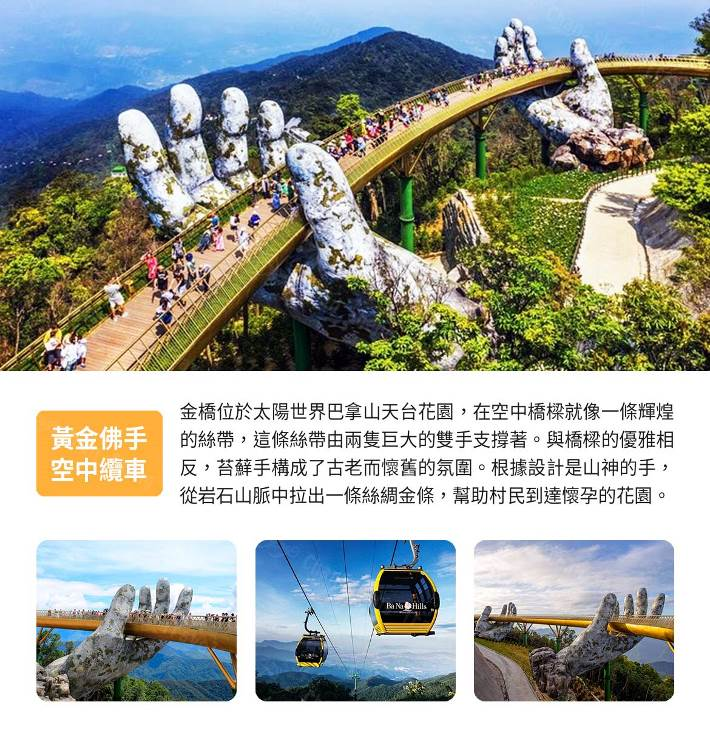 黃金佛手
空中纜車
金橋位於太陽世界巴拿山天台花園，在空中橋樑就像一條輝煌
的絲帶，這條絲帶由兩隻巨大的雙手支撐著。與橋樑的優雅相
反，苔蘚手構成了古老而懷舊的氛圍。根據設計是山神的手，
從岩石山脈中拉出一條絲綢金條，幫助村民到達懷孕的花園。
Ba Na Hills